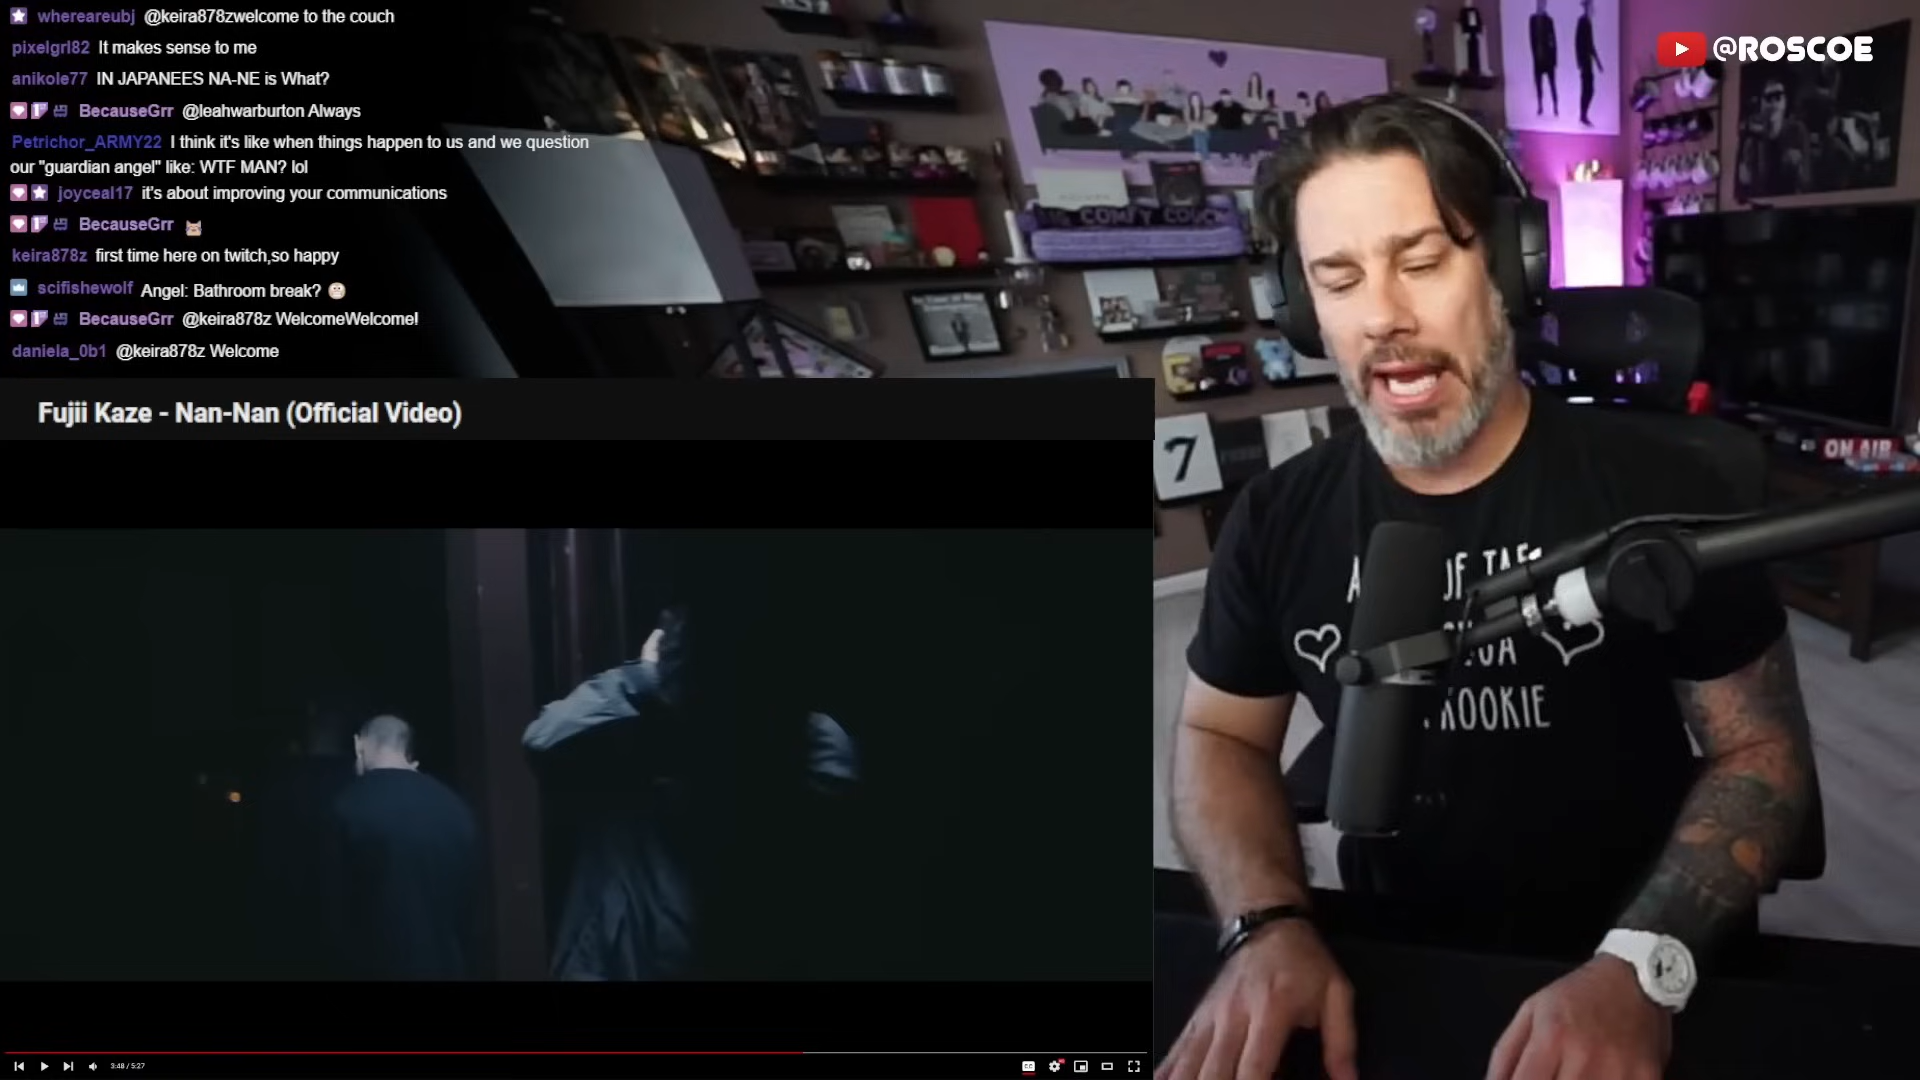 whereareubj @keira878zwelcome to the couch
pixelgrl82 It makes sense to me
anikole77 IN JAPANEES NA-NE is What?
BecauseGrr @leahwarburton Always
Petrichor_ARMY22 I think it's like when things happen to us and we question
our "guardian angel" like: WTF MAN? lol
joyceal17 it's about improving your communications
BecauseGrr
keira878z first time here on twitch,so happy
scifishewolf Angel: Bathroom break?
BecauseGrr @keira878z WelcomeWelcome!
daniela_0b1 @keira878z Welcome
@ROSCOE
COMFY COUCH
Fujii Kaze - Nan-Nan (Official Video)
7
ON AIR
KOOKIE
3:48 / 5:27